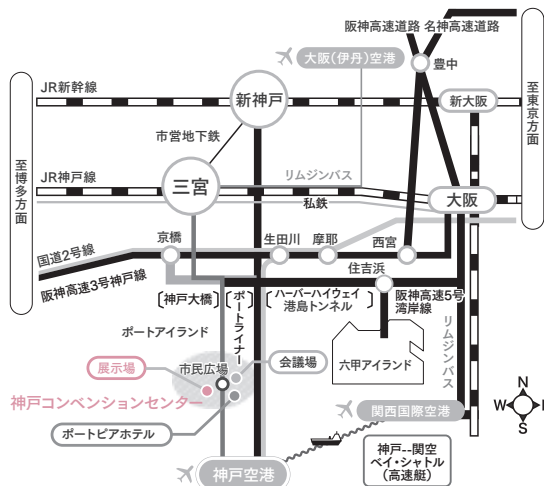 阪神高速道路 名神高速道路
大阪(伊丹)空港
豊中
至博多方面
至東京方面
JR新幹線
新神戸
新大阪
市営地下鉄
JR神戸線
三宮
リムジンバス
私鉄
大阪
京橋
生田川
摩耶
西宮
国道2号線
阪神高速3号神戸線
住吉浜
神戸大橋
ポートライナー
ハーバーハイウェイ
港島トンネル
阪神高速5号
湾岸線
ポートアイランド
リムジンバス
六甲アイランド
展示場
市民広場
会議場
神戸コンベンションセンター
ポートピアホテル
関西国際空港
神戸空港
神戸--関空
ベイ・シャトル
(高速艇)
N
W E
S